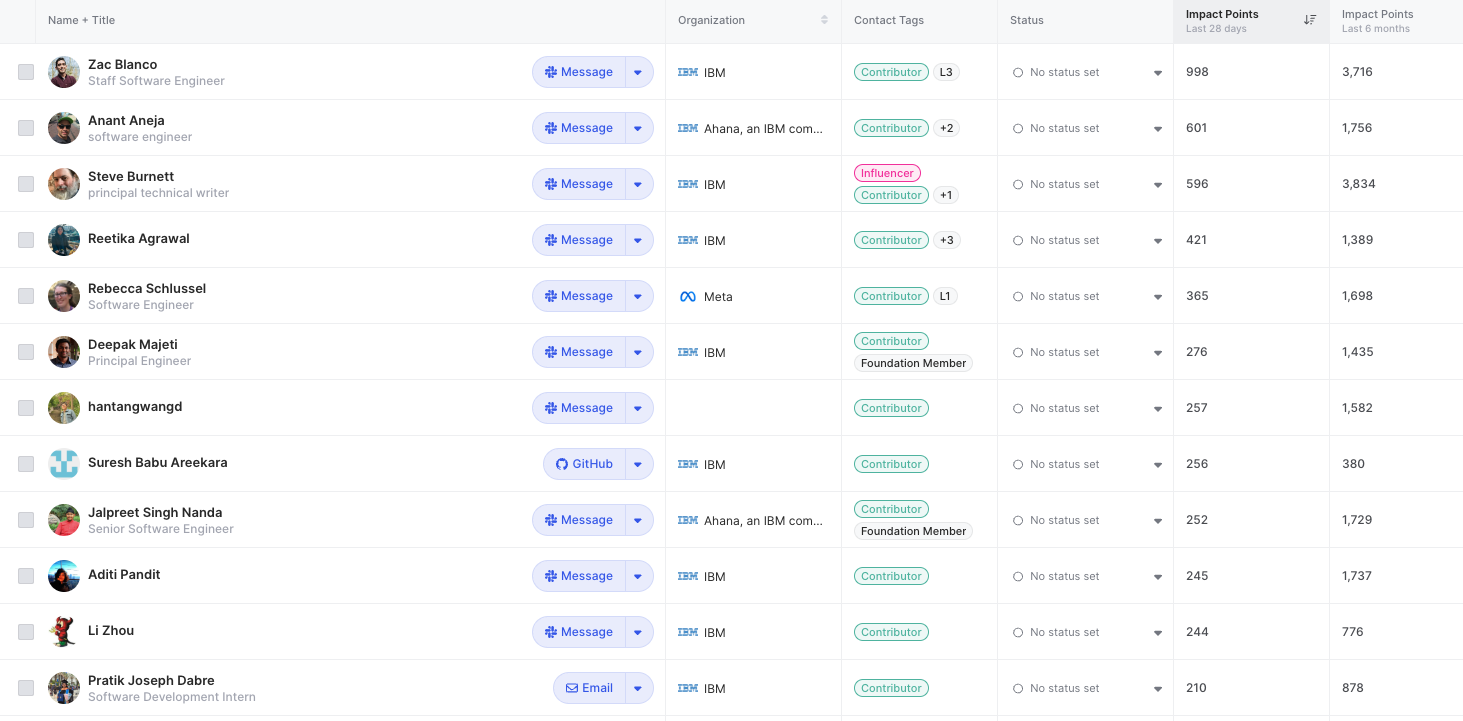 Name + Title
Organization
Contact Tags
Status
Impact Points
Last 28 days
Impact Points
Last 6 months
Zac Blanco
Staff Software Engineer
Message
IBM IBM
Contributor L3
No status set
998
3,716
Anant Aneja
software engineer
Message
IBM Ahana, an IBM com...
Contributor +2
No status set
601
1,756
Steve Burnett
principal technical writer
Message
IBM IBM
Influencer
Contributor +1
No status set
596
3,834
Reetika Agrawal
Message
IBM IBM
Contributor +3
No status set
421
1,389
Rebecca Schlussel
Software Engineer
Message
Meta
Contributor L1
No status set
365
1,698
Deepak Majeti
Principal Engineer
Message
IBM IBM
Contributor
Foundation Member
No status set
276
1,435
hantangwangd
Message
Contributor
No status set
257
1,582
Suresh Babu Areekara
GitHub
IBM IBM
Contributor
No status set
256
380
Jalpreet Singh Nanda
Senior Software Engineer
Message
IBM Ahana, an IBM com...
Contributor
Foundation Member
No status set
252
1,729
Aditi Pandit
Message
IBM IBM
Contributor
No status set
245
1,737
Li Zhou
Message
IBM IBM
Contributor
No status set
244
776
Pratik Joseph Dabre
Software Development Intern
Email
IBM IBM
Contributor
No status set
210
878